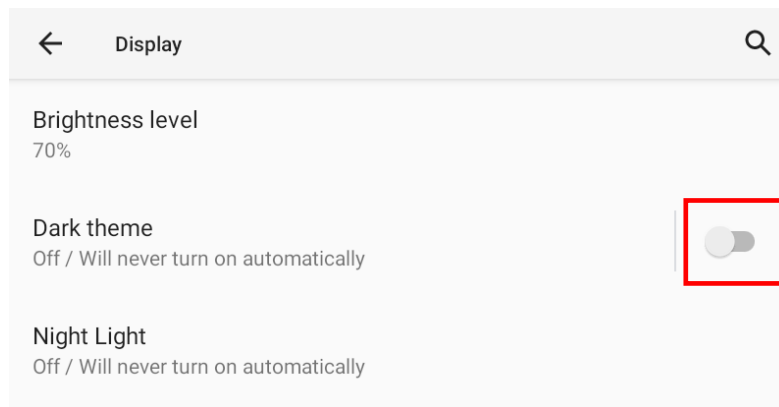 Display
Brightness level
70%
Dark theme
Off / Will never turn on automatically
Night Light
Off / Will never turn on automatically